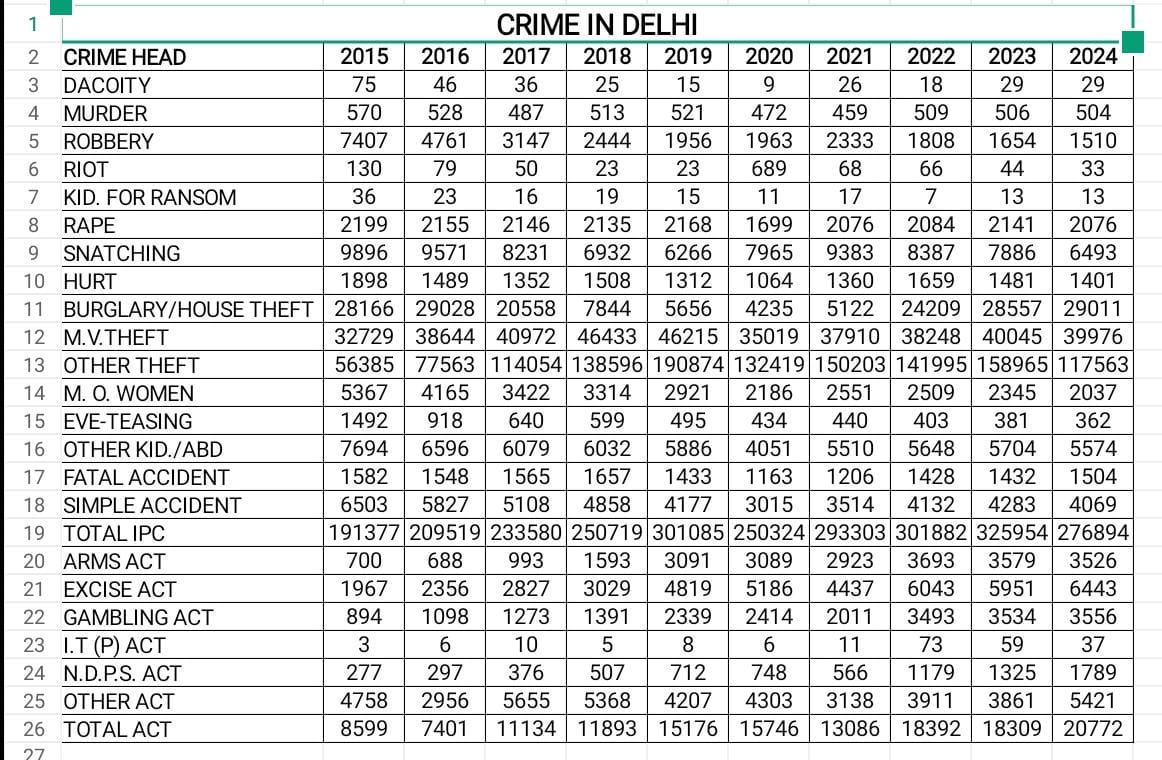 1 CRIME IN DELHI
2 CRIME HEAD 2015 2016 2017 2018 2019 2020 2021 2022 2023 2024
3 DACOITY 75 46 36 25 15 9 26 18 29 29
4 MURDER 570 528 487 513 521 472 459 509 506 504
5 ROBBERY 7407 4761 3147 2444 1956 1963 2333 1808 1654 1510
6 RIOT 130 79 50 23 23 689 68 66 44 33
7 KID. FOR RANSOM 36 23 16 19 15 11 17 7 13 13
8 RAPE 2199 2155 2146 2135 2168 1699 2076 2084 2141 2076
9 SNATCHING 9896 9571 8231 6932 6266 7965 9383 8387 7886 6493
10 HURT 1898 1489 1352 1508 1312 1064 1360 1659 1481 1401
11 BURGLARY/HOUSE THEFT 28166 29028 20558 7844 5656 4235 5122 24209 28557 29011
12 M.V.THEFT 32729 38644 40972 46433 46215 35019 37910 38248 40045 39976
13 OTHER THEFT 56385 77563 114054 138596 190874 132419 150203 141995 158965 117563
14 M. O. WOMEN 5367 4165 3422 3314 2921 2186 2551 2509 2345 2037
15 EVE-TEASING 1492 918 640 599 495 434 440 403 381 362
16 OTHER KID./ABD 7694 6596 6079 6032 5886 4051 5510 5648 5704 5574
17 FATAL ACCIDENT 1582 1548 1565 1657 1433 1163 1206 1428 1432 1504
18 SIMPLE ACCIDENT 6503 5827 5108 4858 4177 3015 3514 4132 4283 4069
19 TOTAL IPC 191377 209519 233580 250719 301085 250324 293303 301882 325954 276894
20 ARMS ACT 700 688 993 1593 3091 3089 2923 3693 3579 3526
21 EXCISE ACT 1967 2356 2827 3029 4819 5186 4437 6043 5951 6443
22 GAMBLING ACT 894 1098 1273 1391 2339 2414 2011 3493 3534 3556
23 I.T (P) ACT 3 6 10 5 8 6 11 73 59 37
24 N.D.P.S. ACT 277 297 376 507 712 748 566 1179 1325 1789
25 OTHER ACT 4758 2956 5655 5368 4207 4303 3138 3911 3861 5421
26 TOTAL ACT 8599 7401 11134 11893 15176 15746 13086 18392 18309 20772
27